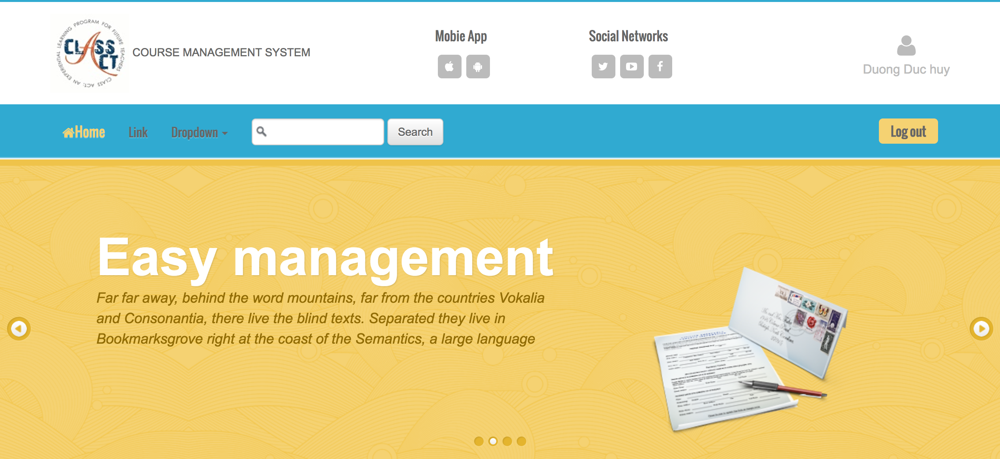 AN EXPERIENTIAL LEARNING PROGRAM FOR FUTURE TEACHERS
CLASS ACT:
CLASS
ACT
COURSE MANAGEMENT SYSTEM
Mobie App
Social Networks
Duong Duc huy
Home
Link
Dropdown
Search
Log out
Easy management
Far far away, behind the word mountains, far from the countries Vokalia
and Consonantia, there live the blind texts. Separated they live in
Bookmarksgrove right at the coast of the Semantics, a large language